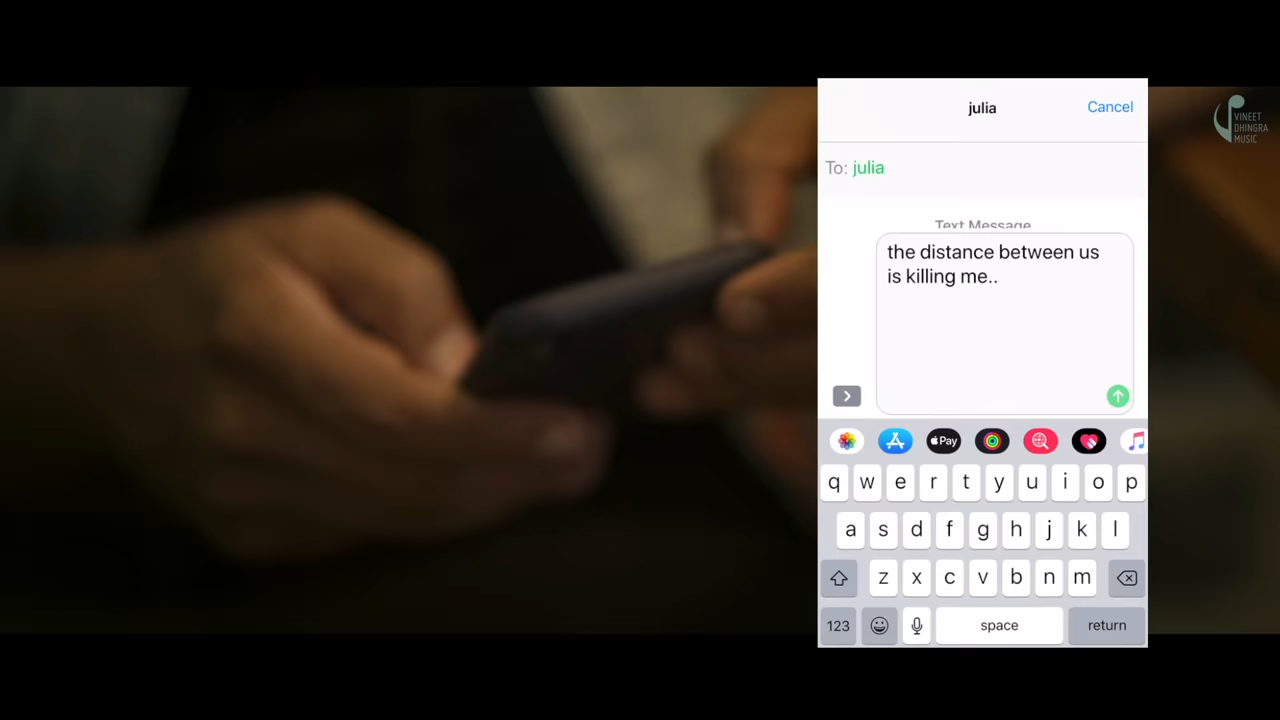 julia
Cancel
To: julia
Text Message
the distance between us
is killing me..
Pay
q w e r t y u i o p
a s d f g h j k l
z x c v b n m
123
space
return
VINEET
DHINGRA
MUSIC